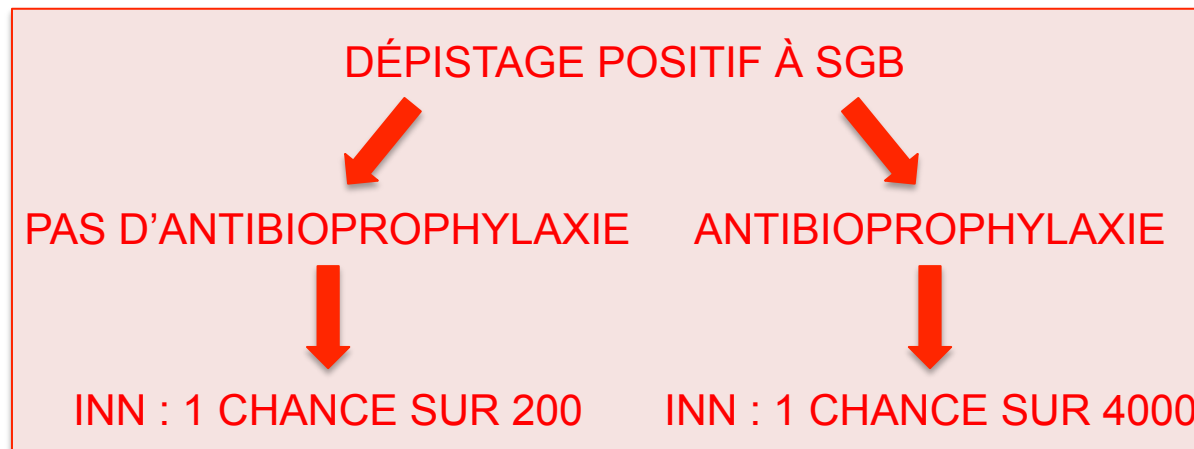 DÉPISTAGE POSITIF À SGB
PAS D’ANTIBIOPROPHYLAXIE
ANTIBIOPROPHYLAXIE
INN : 1 CHANCE SUR 200
INN : 1 CHANCE SUR 4000